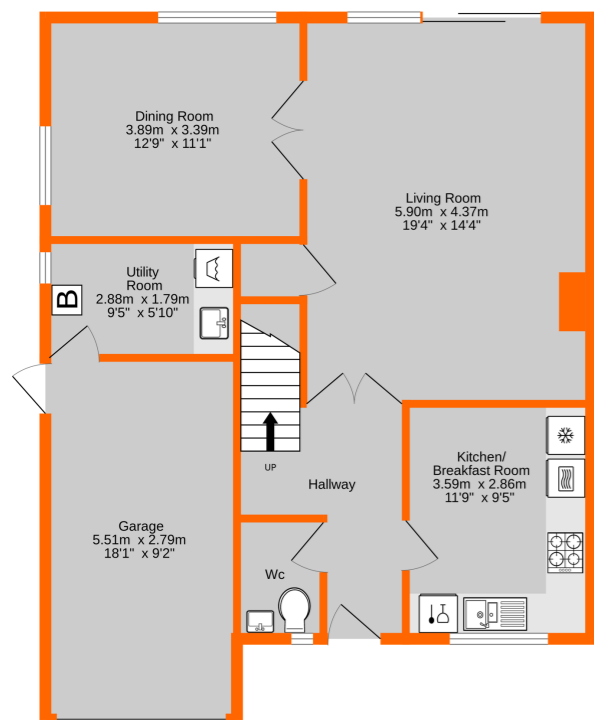 Dining Room
3.89m x 3.39m
12'9" x 11'1"
Living Room
5.90m x 4.37m
19'4" x 14'4"
Utility
Room
2.88m x 1.79m
9'5" x 5'10"
B
UP
Hallway
Kitchen/
Breakfast Room
3.59m x 2.86m
11'9" x 9'5"
Garage
5.51m x 2.79m
18'1" x 9'2"
Wc